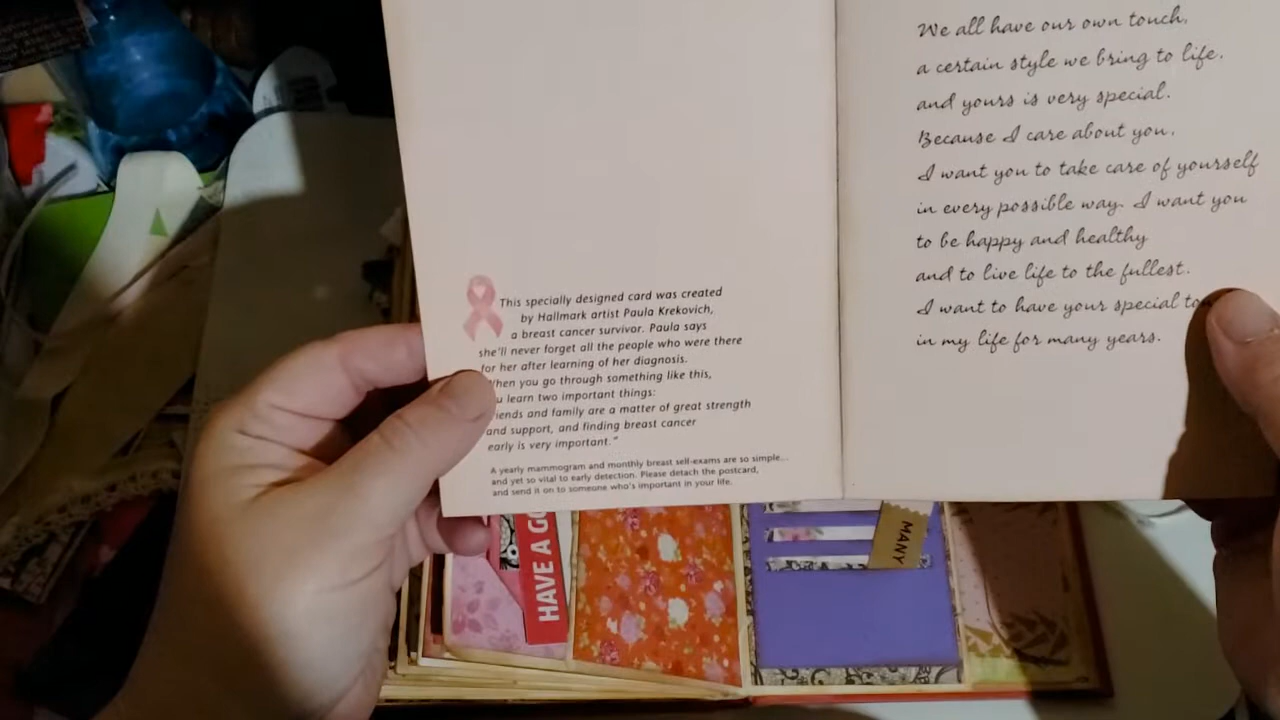 This specially designed card was created
by Hallmark artist Paula Krekovich,
a breast cancer survivor. Paula says
she'll never forget all the people who were there
for her after learning of her diagnosis.
When you go through something like this,
learn two important things:
and family are a matter of great strength
and support, and finding breast cancer
early is very important."
A yearly mammogram and monthly breast self-exams are so simple...
and yet so vital to early detection. Please detach the postcard,
and send it on to someone who's important in your life.
We all have our own touch,
a certain style we bring to life,
and yours is very special.
Because I care about you,
I want you to take care of yourself
in every possible way. I want you
to be happy and healthy
and to live life to the fullest.
I want to have your special
in my life for many years.
HAVE A
MANY